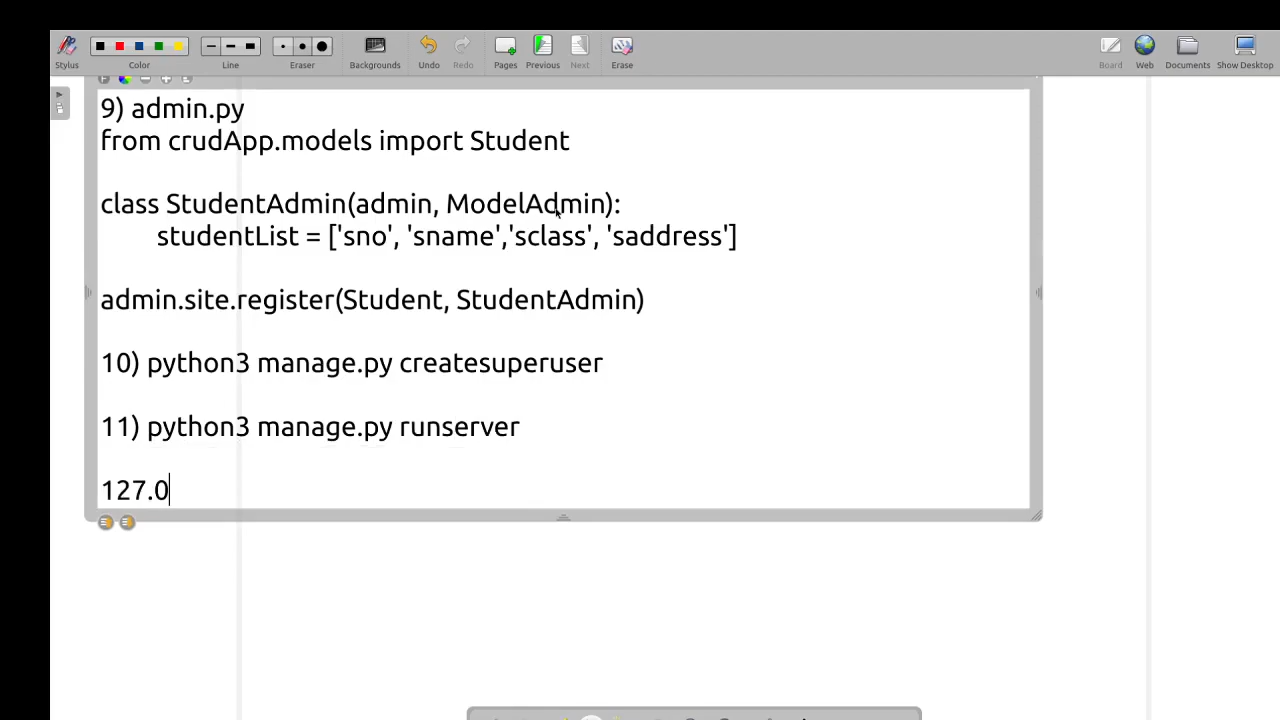 Stylus
Color
Line
Eraser
Backgrounds
Undo
Redo
Pages
Previous
Next
Erase
Board
Web
Documents
Show Desktop
9) admin.py
from crudApp.models import Student
class StudentAdmin(admin, ModelAdmin):
studentList = ['sno', 'sname','sclass', 'saddress']
admin.site.register(Student, StudentAdmin)
10) python3 manage.py createsuperuser
11) python3 manage.py runserver
127.0